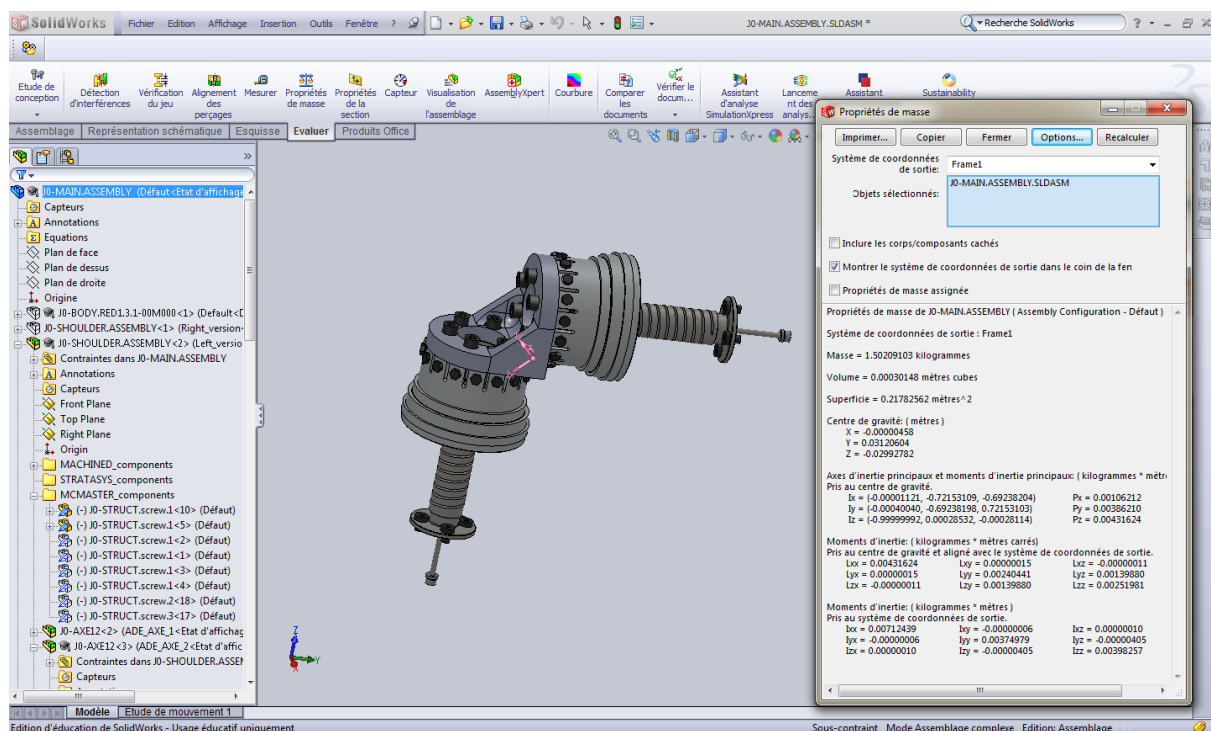 SolidWorks Fichier Edition Affichage Insertion Outils Fenêtre ? J0-MAIN.ASSEMBLY.SLDASM * Recherche SolidWorks ?
Etude de conception
Détection d'interférences
Vérification du jeu
Alignement des perçages
Mesurer
Propriétés de masse
Propriétés de la section
Capteur
Visualisation de l'assemblage
AssemblyXpert
Courbure
Comparer les documents
Vérifier le docum...
Assistant d'analyse SimulationXpress
Lanceme nt des analys...
Assistant
Sustainability
Assemblage Représentation schématique Esquisse Evaluer Produits Office
J0-MAIN.ASSEMBLY (Défaut<Etat d'affichage
Capteurs
Annotations
Equations
Plan de face
Plan de dessus
Plan de droite
Origine
J0-BODY.RED1.3.1-00M000<1> (Default<D
J0-SHOULDER.ASSEMBLY<1> (Right_version
J0-SHOULDER.ASSEMBLY<2> (Left_versio
Contraintes dans J0-MAIN.ASSEMBLY
Annotations
Capteurs
Front Plane
Top Plane
Right Plane
Origin
MACHINED_components
STRATASYS_components
MCMASTER_components
(-) J0-STRUCT.screw.1<10> (Défaut)
(-) J0-STRUCT.screw.1<5> (Défaut)
(-) J0-STRUCT.screw.1<2> (Défaut)
(-) J0-STRUCT.screw.1<1> (Défaut)
(-) J0-STRUCT.screw.1<3> (Défaut)
(-) J0-STRUCT.screw.1<4> (Défaut)
(-) J0-STRUCT.screw.2<18> (Défaut)
(-) J0-STRUCT.screw.3<17> (Défaut)
J0-AXE12<2> (ADE_AXE_1<Etat d'affichag
J0-AXE12<3> (ADE_AXE_2<Etat d'affic
Contraintes dans J0-SHOULDER.ASSEM
Capteurs
Z
Y
X
Modèle Etude de mouvement 1
Edition d'éducation de SolidWorks - Usage éducatif uniquement
Sous-contraint Mode Assemblage complexe Edition: Assemblage
Propriétés de masse
Imprimer... Copier Fermer Options... Recalculer
Système de coordonnées de sortie: Frame1
Objets sélectionnés: J0-MAIN.ASSEMBLY.SLDASM
Inclure les corps/composants cachés
Montrer le système de coordonnées de sortie dans le coin de la fen
Propriétés de masse assignée
Propriétés de masse de J0-MAIN.ASSEMBLY ( Assembly Configuration - Défaut )
Système de coordonnées de sortie : Frame1
Masse = 1.50209103 kilogrammes
Volume = 0.00030148 mètres cubes
Superficie = 0.21782562 mètres^2
Centre de gravité: ( mètres )
X = -0.00000458
Y = 0.03120604
Z = -0.02992782
Axes d'inertie principaux et moments d'inertie principaux: ( kilogrammes * mètre
Pris au centre de gravité.
Ix = (-0.00001121, -0.72153109, -0.69238204) Px = 0.00106212
Iy = (-0.00040040, -0.69238198, 0.72153103) Py = 0.00386210
Iz = (-0.99999992, 0.00028532, -0.00028114) Pz = 0.00431624
Moments d'inertie: ( kilogrammes * mètres carrés)
Pris au centre de gravité et aligné avec le système de coordonnées de sortie.
Lxx = 0.00431624 Lxy = 0.00000015 Lxz = -0.00000011
Lyx = 0.00000015 Lyy = 0.00240441 Lyz = 0.00139880
Lzx = -0.00000011 Lzy = 0.00139880 Lzz = 0.00251981
Moments d'inertie: ( kilogrammes * mètres )
Pris au système de coordonnées de sortie.
Ixx = 0.00712439 Ixy = -0.00000006 Ixz = 0.00000010
Iyx = -0.00000006 Iyy = 0.00374979 Iyz = -0.00000405
Izx = 0.00000010 Izy = -0.00000405 Izz = 0.00398257